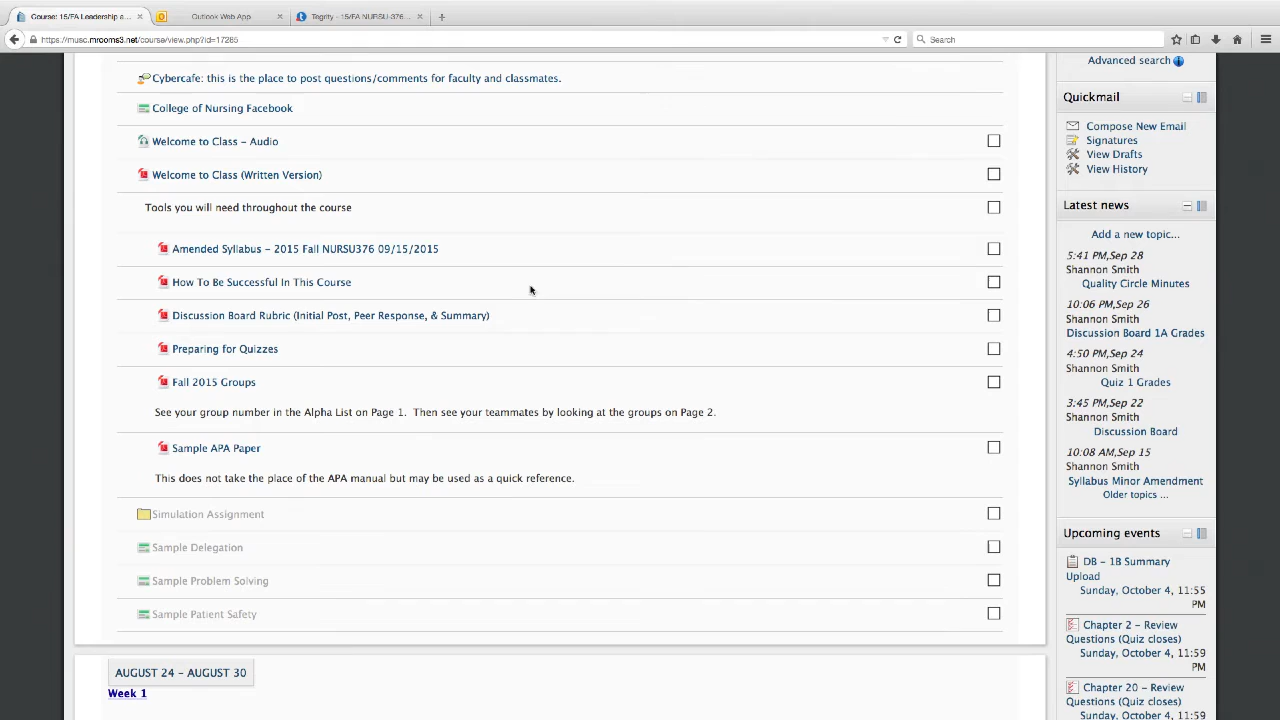 Course: 15/FA Leadership a... ×
Outlook Web App ×
Tegrity - 15/FA NURSU-376... × +
https://musc.mrooms3.net/course/view.php?id=17285
Search
Cybercafe: this is the place to post questions/comments for faculty and classmates.
College of Nursing Facebook
Welcome to Class - Audio
Welcome to Class (Written Version)
Tools you will need throughout the course
Amended Syllabus - 2015 Fall NURSU376 09/15/2015
How To Be Successful In This Course
Discussion Board Rubric (Initial Post, Peer Response, & Summary)
Preparing for Quizzes
Fall 2015 Groups
See your group number in the Alpha List on Page 1. Then see your teammates by looking at the groups on Page 2.
Sample APA Paper
This does not take the place of the APA manual but may be used as a quick reference.
Simulation Assignment
Sample Delegation
Sample Problem Solving
Sample Patient Safety
AUGUST 24 - AUGUST 30
Week 1
Advanced search
Quickmail
Compose New Email
Signatures
View Drafts
View History
Latest news
Add a new topic...
5:41 PM,Sep 28
Shannon Smith
Quality Circle Minutes
10:06 PM,Sep 26
Shannon Smith
Discussion Board 1A Grades
4:50 PM,Sep 24
Shannon Smith
Quiz 1 Grades
3:45 PM,Sep 22
Shannon Smith
Discussion Board
10:08 AM,Sep 15
Shannon Smith
Syllabus Minor Amendment
Older topics ...
Upcoming events
DB - 1B Summary
Upload
Sunday, October 4, 11:55
PM
Chapter 2 - Review
Questions (Quiz closes)
Sunday, October 4, 11:59
PM
Chapter 20 - Review
Questions (Quiz closes)
Sunday, October 4, 11:59